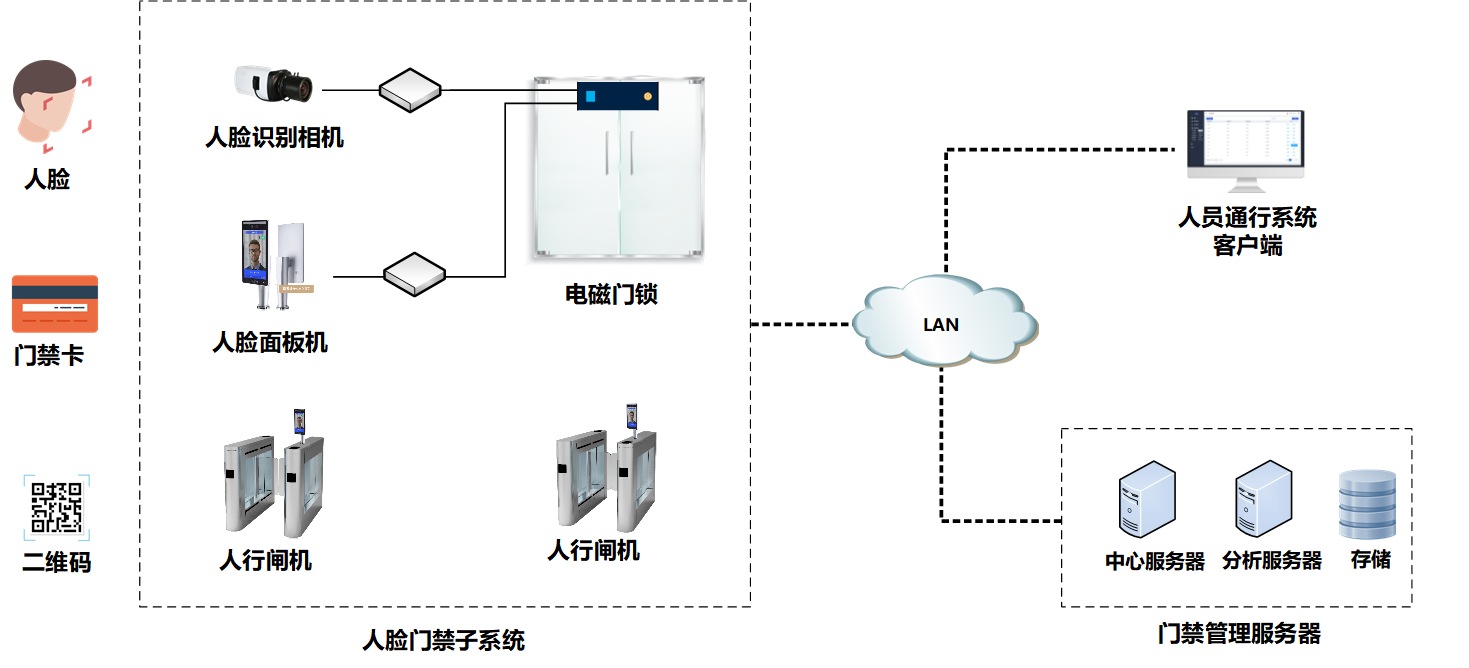 人脸
门禁卡
二维码
人脸识别相机
人脸面板机
电磁门锁
人行闸机
人行闸机
人脸门禁子系统
LAN
人员通行系统
客户端
中心服务器
分析服务器
存储
门禁管理服务器